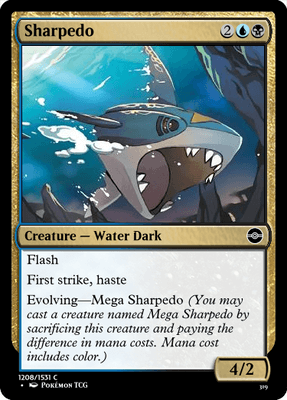 Sharpedo 2
Creature — Water Dark
Flash
First strike, haste
Evolving—Mega Sharpedo (You may
cast a creature named Mega Sharpedo by
sacrificing this creature and paying the
difference in mana costs. Mana cost
includes color.)
4/2
1208/1531 C
• POKÉMON TCG